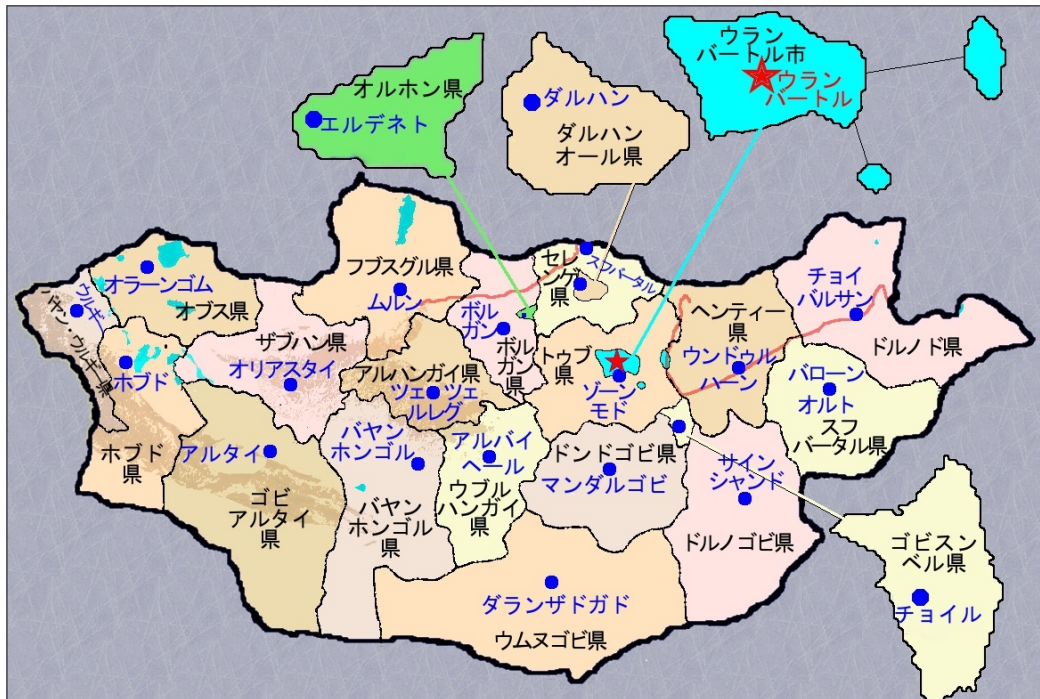 オルホン県
エルデネト
ダルハン
ダルハン
オール県
ウラン
バートル市
ウラン
バートル
バヤン・ウルギー県
ウルギー
オラーンゴム
オブス県
ホブド
ホブド
県
ザブハン県
オリアスタイ
フブスグル県
ムルン
アルハンガイ県
ツェツェ
ルレグ
ボル
ガン
ボル
ガン
県
セレ
ンゲ
県
スフバータル
トゥブ
県
ゾーン
モド
ヘンティー
県
ウンドゥル
ハーン
チョイ
バルサン
ドルノド県
バローン
オルト
スフ
バータル県
アルタイ
ゴビ
アルタイ
県
バヤン
ホンゴル
バヤン
ホンゴル
県
アルバイ
ヘール
ウブル
ハンガイ
県
ドンドゴビ県
マンダルゴビ
サイン
シャンド
ドルノゴビ県
ダランザドガド
ウムヌゴビ県
ゴビスン
ベル県
チョイル